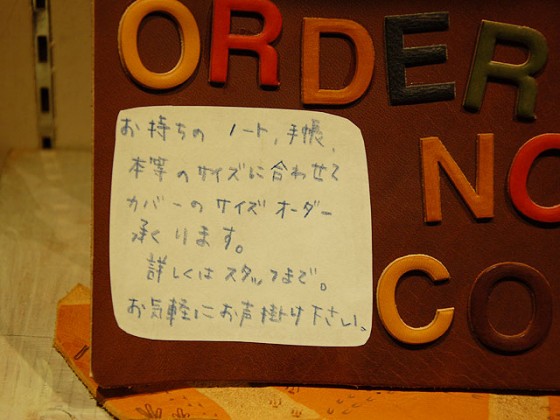 ORDER
NO
CO
お持ちの ノート,手帳,
本等のサイズに合わせて
カバーのサイズオーダー
承くります。
詳しくはスタッフまで。
お気軽にお声掛け下さい。